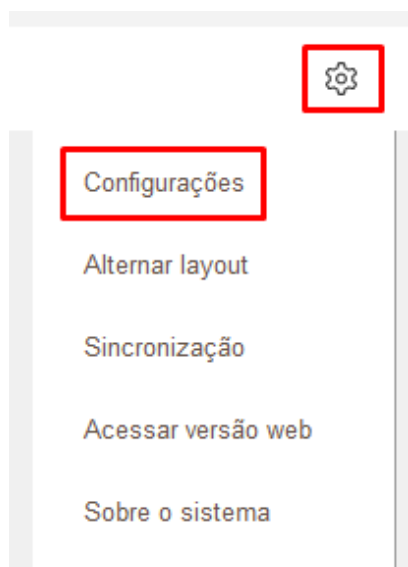 Configurações
Alternar layout
Sincronização
Acessar versão web
Sobre o sistema